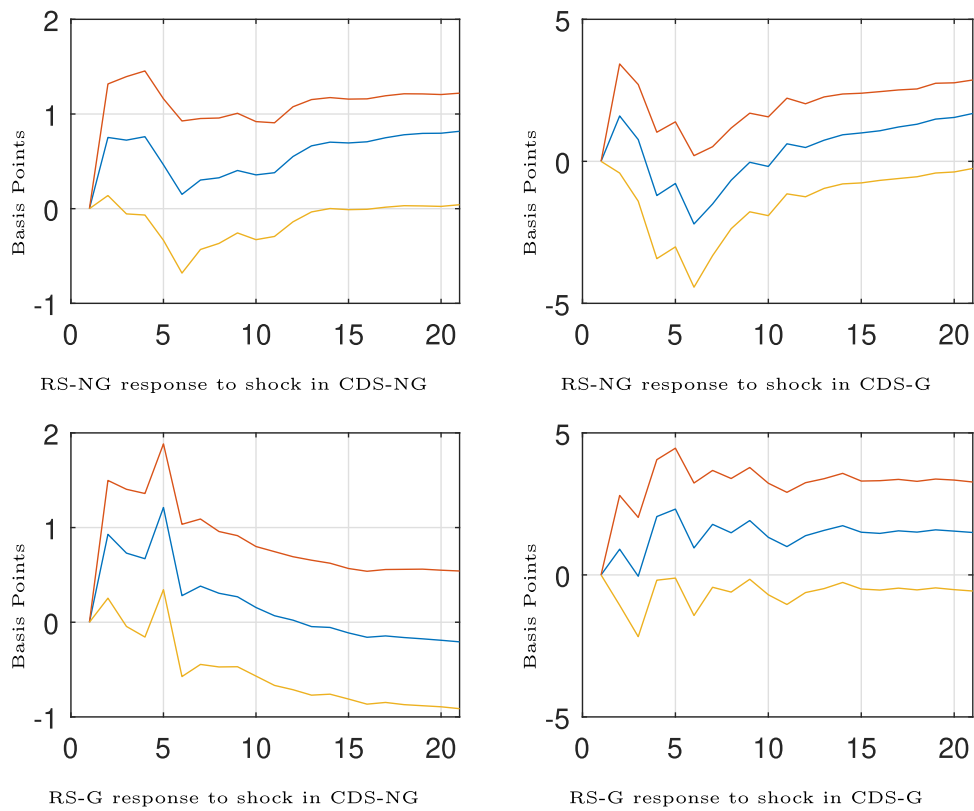 2
1
0
-1
Basis Points
0 5 10 15 20
RS-NG response to shock in CDS-NG
5
0
-5
Basis Points
0 5 10 15 20
RS-NG response to shock in CDS-G
2
1
0
-1
Basis Points
0 5 10 15 20
RS-G response to shock in CDS-NG
5
0
-5
Basis Points
0 5 10 15 20
RS-G response to shock in CDS-G